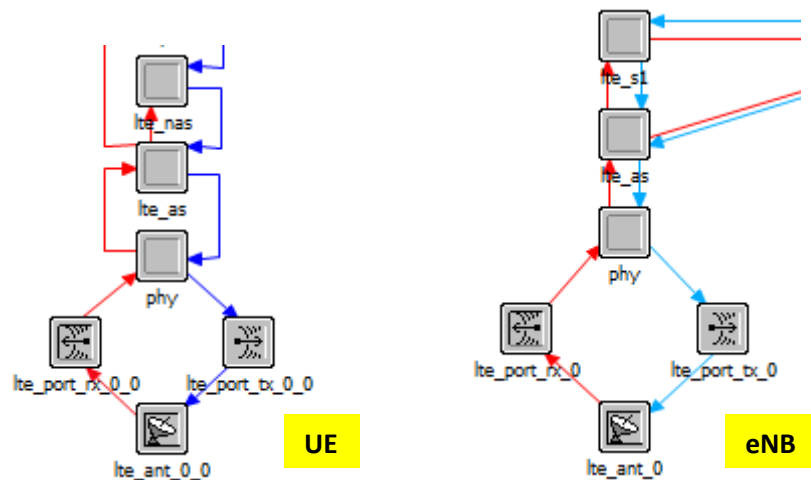 lte_nas
lte_as
phy
lte_port_rx_0_0
lte_port_tx_0_0
lte_ant_0_0
UE
lte_s1
lte_as
phy
lte_port_rx_0
lte_port_tx_0
lte_ant_0
eNB